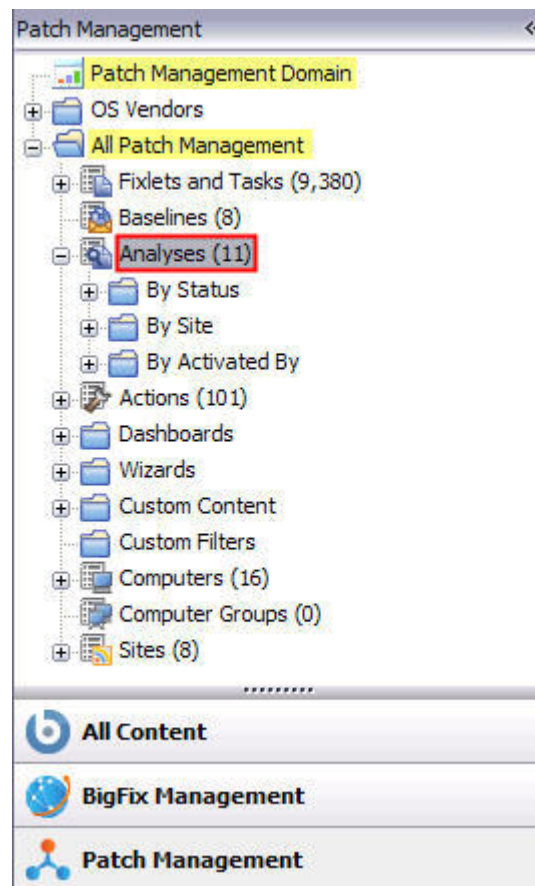 Patch Management
Patch Management Domain
OS Vendors
All Patch Management
Fixlets and Tasks (9,380)
Baselines (8)
Analyses (11)
By Status
By Site
By Activated By
Actions (101)
Dashboards
Wizards
Custom Content
Custom Filters
Computers (16)
Computer Groups (0)
Sites (8)
All Content
BigFix Management
Patch Management